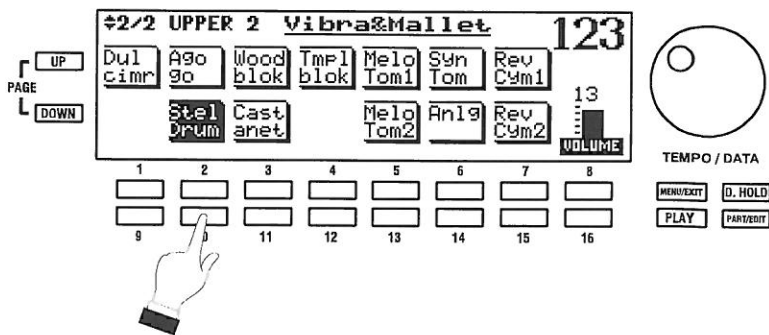 ÷2/2 UPPER 2 Vibra&Mallet 123
UP
PAGE
DOWN
Dul cimr
Ago go
Wood blok
Tmpl blok
Melo Tom1
Syn Tom
Rev Cym1
Stel Drum
Cast anet
Melo Tom2
Anlg
Rev Cym2
13
VOLUME
TEMPO / DATA
1 2 3 4 5 6 7 8
MENU/EXIT D. HOLD
PLAY PART/EDIT
9 0 11 12 13 14 15 16